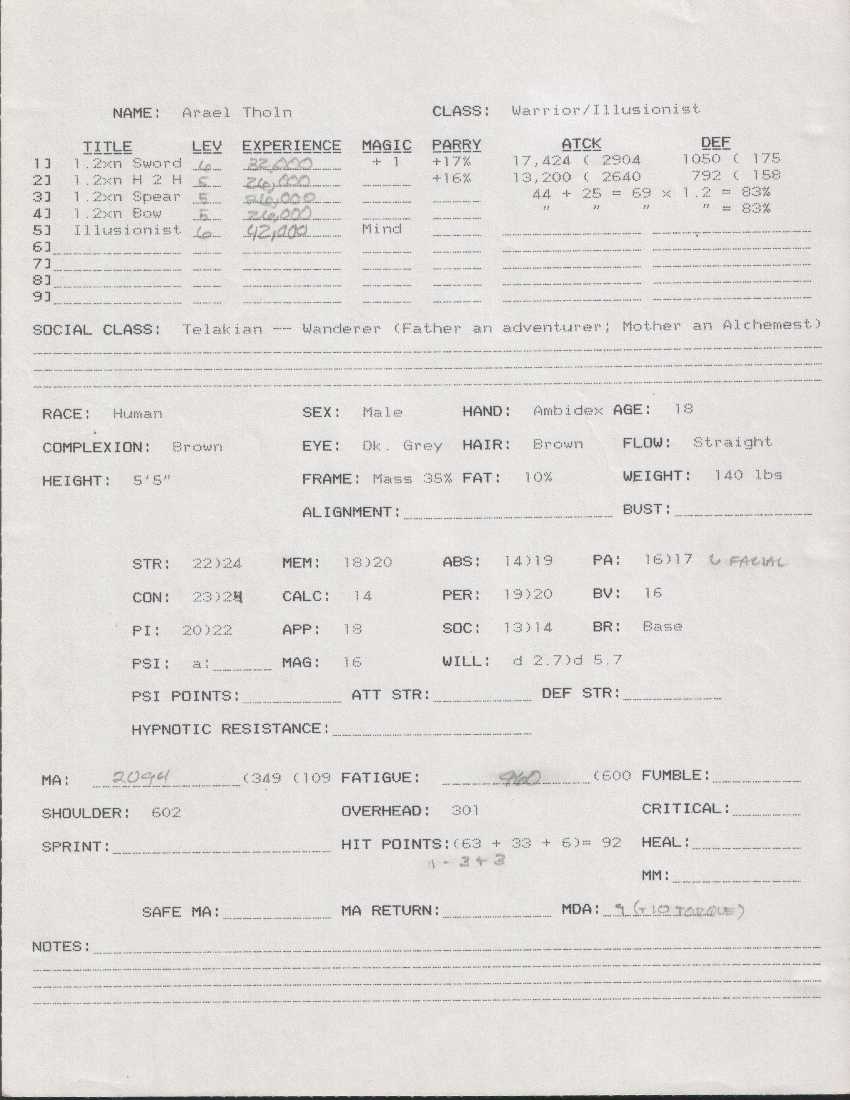 NAME: Arael Tholn CLASS: Warrior/Illusionist
TITLE LEV EXPERIENCE MAGIC PARRY ATCK DEF
1] 1.2xn Sword 6 32,000 + 1 +17% 17,424 ( 2904 1050 ( 175
2] 1.2xn H 2 H 5 26,000 +16% 13,200 ( 2640 792 ( 158
3] 1.2xn Spear 5 26,000 44 + 25 = 69 x 1.2 = 83%
4] 1.2xn Bow 5 26,000 " " " " = 83%
5] Illusionist 6 42,000 Mind
6]
7]
8]
9]
SOCIAL CLASS: Telakian -- Wanderer (Father an adventurer; Mother an Alchemest)
RACE: Human SEX: Male HAND: Ambidex AGE: 18
COMPLEXION: Brown EYE: Dk. Grey HAIR: Brown FLOW: Straight
HEIGHT: 5'5" FRAME: Mass 35% FAT: 10% WEIGHT: 140 lbs
ALIGNMENT: BUST:
STR: 22)24 MEM: 18)20 ABS: 14)19 PA: 16)17 FACIAL
CON: 23)24 CALC: 14 PER: 19)20 BV: 16
PI: 20)22 APP: 18 SOC: 13)14 BR: Base
PSI: a: MAG: 16 WILL: d 2.7)d 5.7
PSI POINTS: ATT STR: DEF STR:
HYPNOTIC RESISTANCE:
MA: 2094 (349 (109 FATIGUE: 960 (600 FUMBLE:
SHOULDER: 602 OVERHEAD: 301 CRITICAL:
SPRINT: HIT POINTS:(63 + 33 + 6)= 92 HEAL:
- 3 + 3
MM:
SAFE MA: MA RETURN: MDA: 9 (+10 TORQUE)
NOTES: